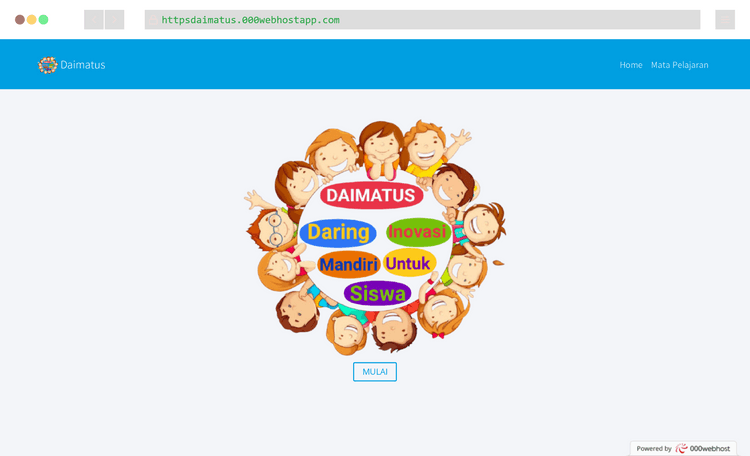 httpsdaimatus.000webhostapp.com
Daimatus
Home Mata Pelajaran
DAIMATUS
Daring Inovasi
Mandiri Untuk
Siswa
MULAI
Powered by 000webhost